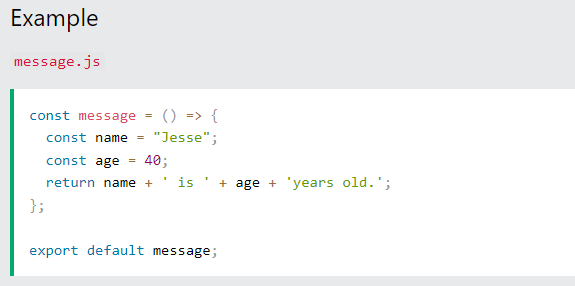 Example
message.js
const message = () => {
  const name = "Jesse";
  const age = 40;
  return name + ' is ' + age + 'years old.';
};
export default message;